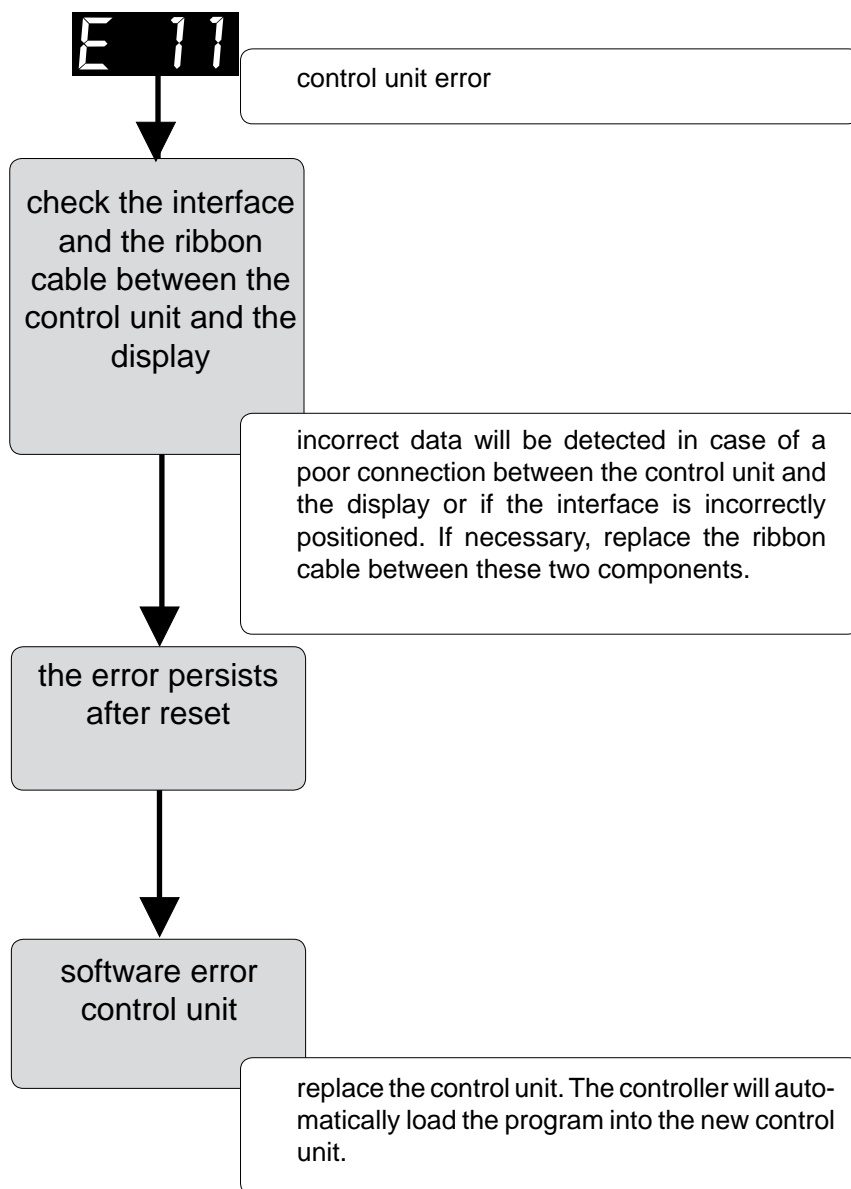 E 11
control unit error
check the interface
and the ribbon
cable between the
control unit and the
display
incorrect data will be detected in case of a
poor connection between the control unit and
the display or if the interface is incorrectly
positioned. If necessary, replace the ribbon
cable between these two components.
the error persists
after reset
software error
control unit
replace the control unit. The controller will auto-
matically load the program into the new control
unit.